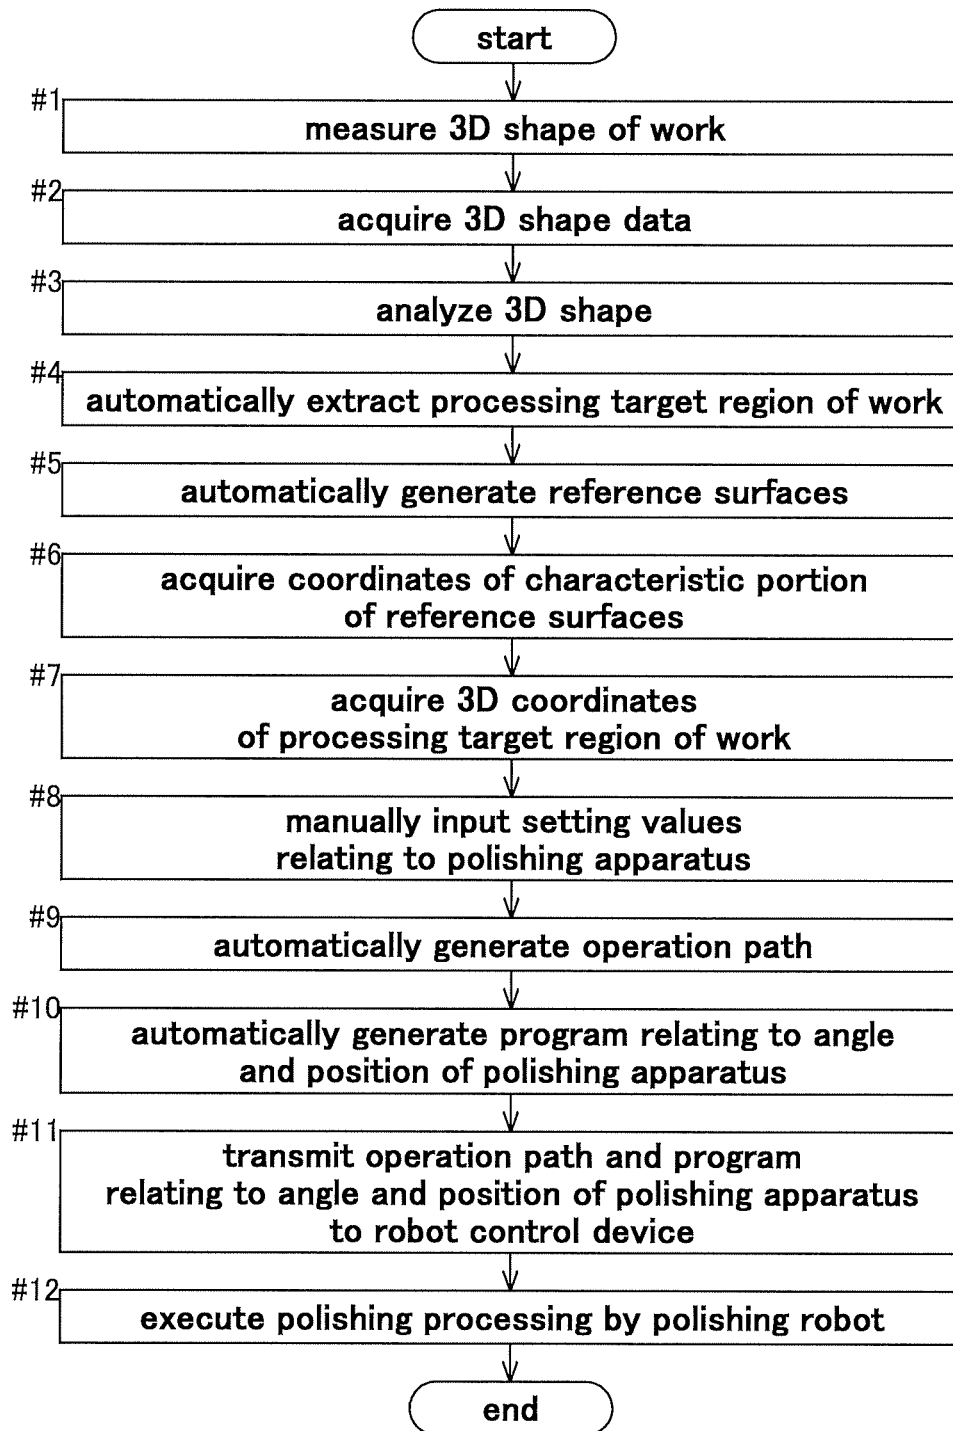 start
#1
measure 3D shape of work
#2
acquire 3D shape data
#3
analyze 3D shape
#4
automatically extract processing target region of work
#5
automatically generate reference surfaces
#6
acquire coordinates of characteristic portion
of reference surfaces
#7
acquire 3D coordinates
of processing target region of work
#8
manually input setting values
relating to polishing apparatus
#9
automatically generate operation path
#10
automatically generate program relating to angle
and position of polishing apparatus
#11
transmit operation path and program
relating to angle and position of polishing apparatus
to robot control device
#12
execute polishing processing by polishing robot
end